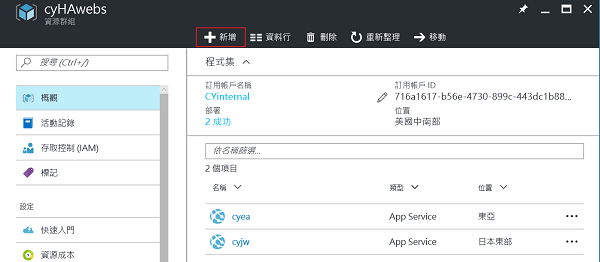 cyHAwebs
資源群組
新增
資料行
刪除
重新整理
移動
搜尋 (Ctrl+/)
概觀
活動記錄
存取控制 (IAM)
標記
設定
快速入門
資源成本
程式集
訂用帳戶名稱
CYinternal
部署
2 成功
訂用帳戶 ID
716a1617-b56e-4730-899c-443dc1b88...
位置
美國中南部
依名稱篩選...
2 個項目
名稱 類型 位置
cyea App Service 東亞
cyjw App Service 日本東部